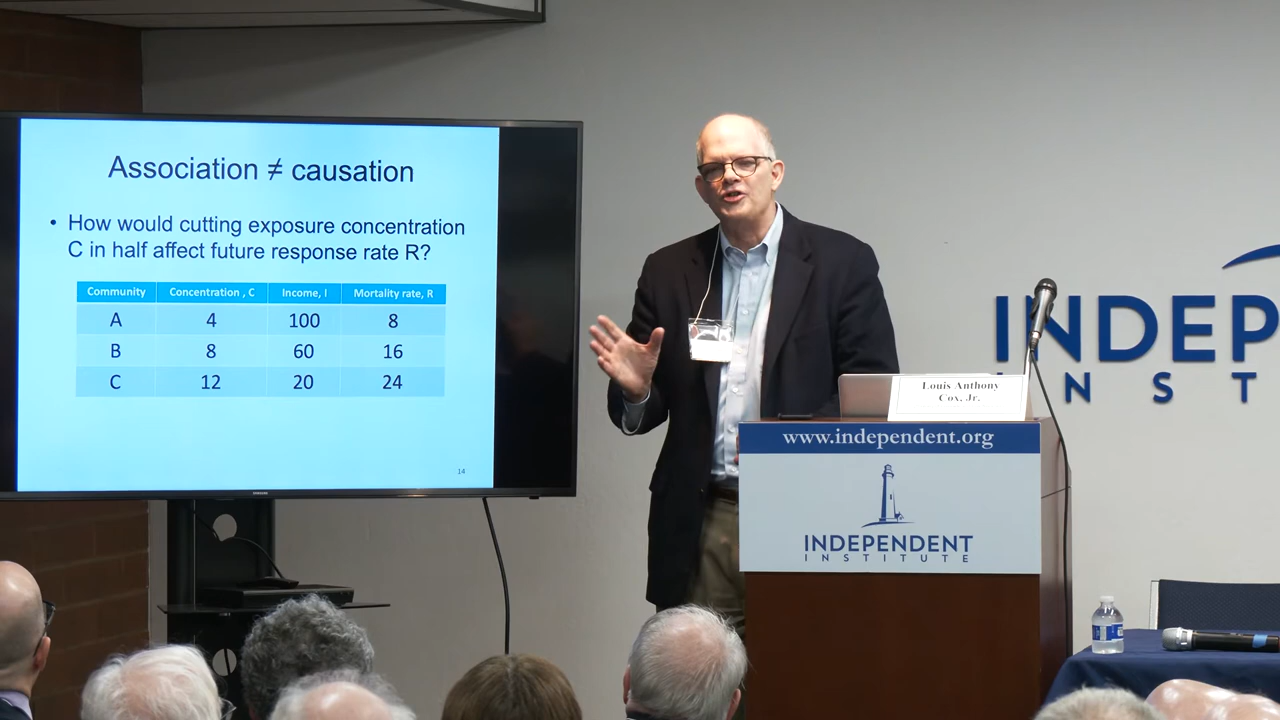 Association ≠ causation
• How would cutting exposure concentration
C in half affect future response rate R?
Community Concentration , C Income, I Mortality rate, R
A 4 100 8
B 8 60 16
C 12 20 24
14
SAMSUNG
INDEP
INST
Louis Anthony
Cox, Jr.
www.independent.org
INDEPENDENT
INSTITUTE